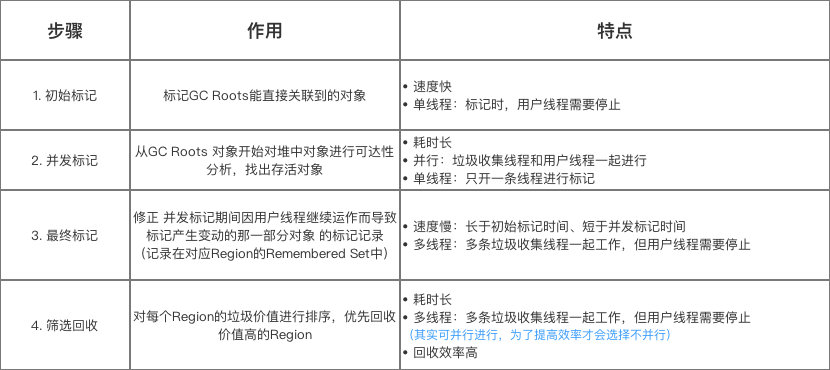 步骤
作用
特点
1. 初始标记
标记GC Roots能直接关联到的对象
• 速度快
• 单线程：标记时，用户线程需要停止
2. 并发标记
从GC Roots 对象开始对堆中对象进行可达性
分析，找出存活对象
• 耗时长
• 并行：垃圾收集线程和用户线程一起进行
• 单线程：只开一条线程进行标记
3. 最终标记
修正 并发标记期间因用户线程继续运作而导致
标记产生变动的那一部分对象 的标记记录
（记录在对应Region的Remembered Set中）
• 速度慢：长于初始标记时间、短于并发标记时间
• 多线程：多条垃圾收集线程一起工作，但用户线程需要停止
4. 筛选回收
对每个Region的垃圾价值进行排序，优先回收
价值高的Region
• 耗时长
• 多线程：多条垃圾收集线程一起工作，但用户线程需要停止
（其实可并行进行，为了提高效率才会选择不并行）
• 回收效率高